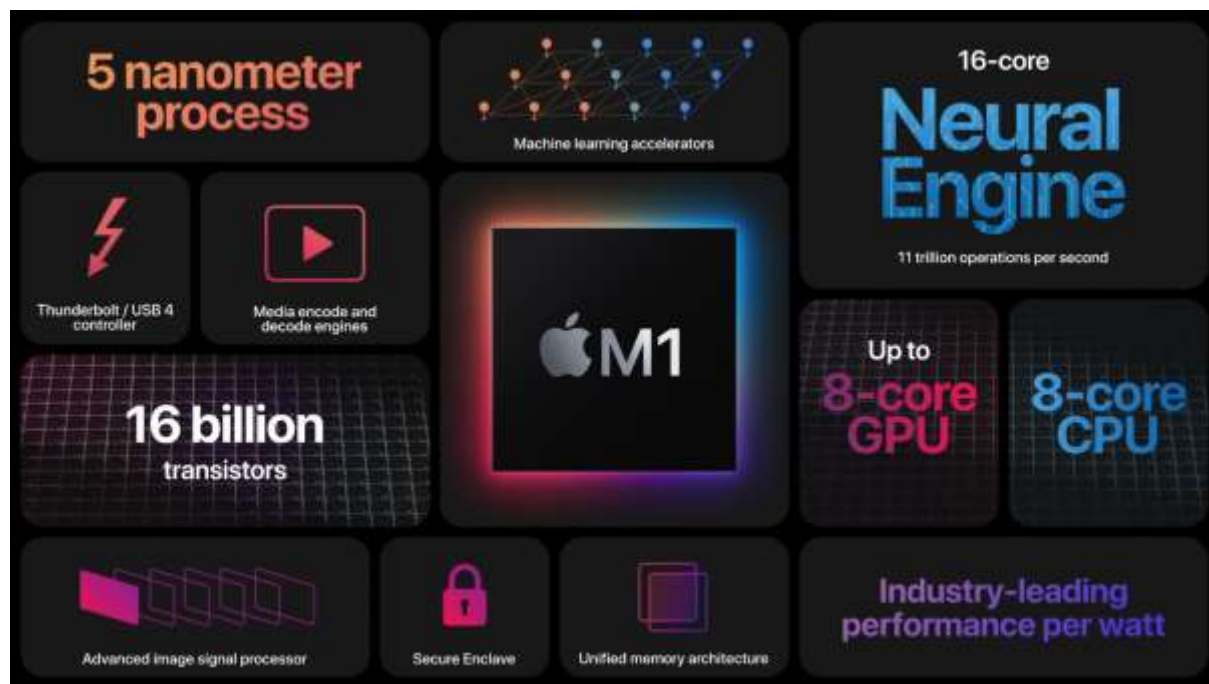 5 nanometer
process
Machine learning accelerators
16-core
Neural
Engine
11 trillion operations per second
Thunderbolt / USB 4
controller
Media encode and
decode engines
M1
Up to
8-core
GPU
8-core
CPU
16 billion
transistors
Advanced image signal processor
Secure Enclave
Unified memory architecture
Industry-leading
performance per watt